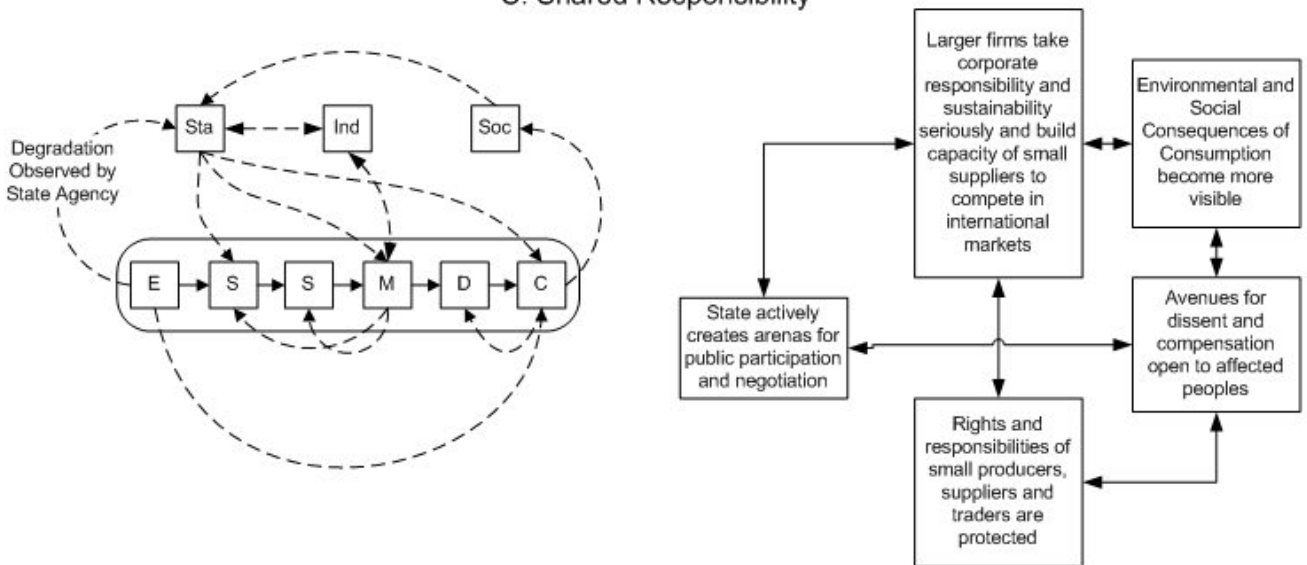 C. Shared Responsibility
Sta
Ind
Soc
Degradation
Observed by
State Agency
E
S
S
M
D
C
Larger firms take
corporate
responsibility and
sustainability
seriously and build
capacity of small
suppliers to
compete in
international
markets
Environmental and
Social
Consequences of
Consumption
become more
visible
State actively
creates arenas for
public participation
and negotiation
Avenues for
dissent and
compensation
open to affected
peoples
Rights and
responsibilities of
small producers,
suppliers and
traders are
protected